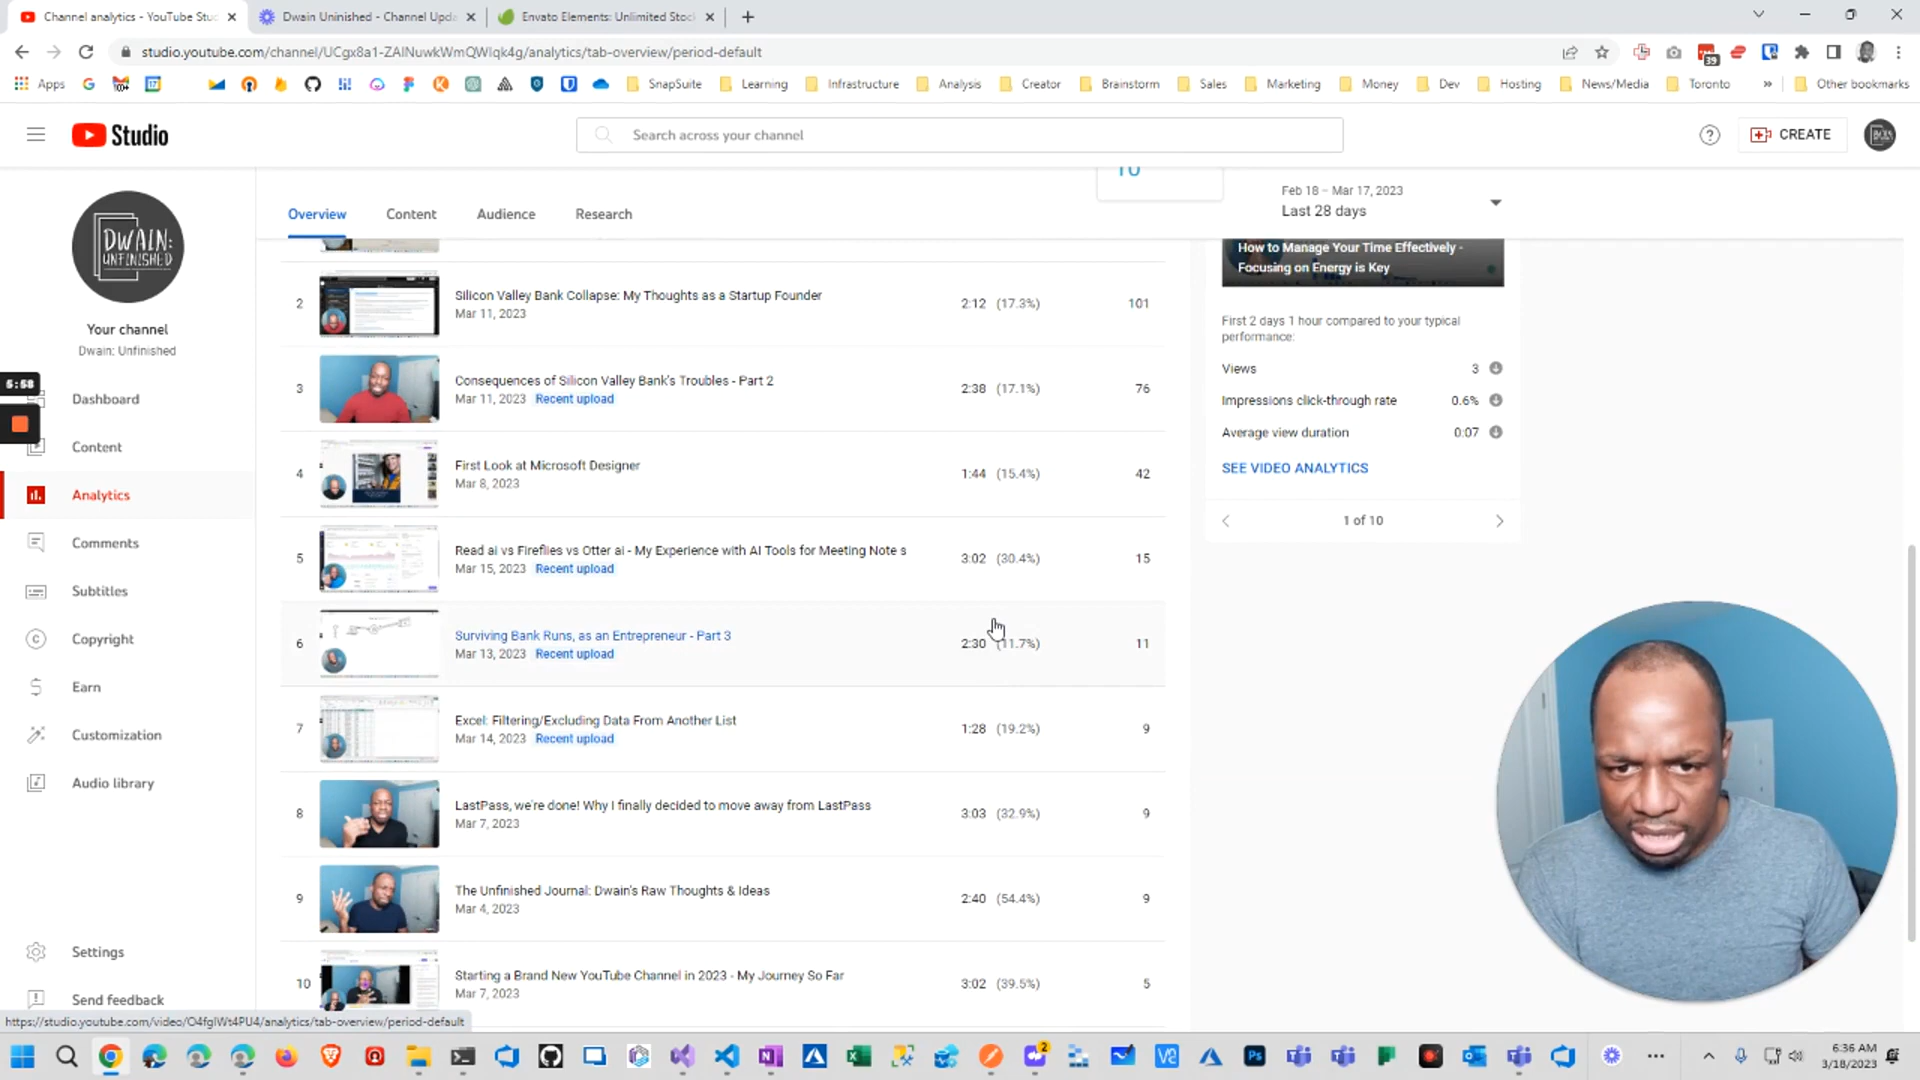 Channel analytics - YouTube Stud
Dwain Uninished - Channel Upda
Envato Elements: Unlimited Stoc
studio.youtube.com/channel/UCgx8a1-ZAINuwkWmQWIqk4g/analytics/tab-overview/period-default
39
Apps
SnapSuite
Learning
Infrastructure
Analysis
Creator
Brainstorm
Sales
Marketing
Money
Dev
Hosting
News/Media
Toronto
Other bookmarks
Studio
Search across your channel
CREATE
DWAIN:
UNFINISHED
Your channel
Dwain: Unfinished
5:58
Dashboard
Content
Analytics
Comments
Subtitles
Copyright
Earn
Customization
Audio library
Settings
Send feedback
Overview
Content
Audience
Research
10
Feb 18 – Mar 17, 2023
Last 28 days
2
Silicon Valley Bank Collapse: My Thoughts as a Startup Founder
Mar 11, 2023
2:12 (17.3%)
101
3
Consequences of Silicon Valley Bank's Troubles - Part 2
Mar 11, 2023 Recent upload
2:38 (17.1%)
76
4
First Look at Microsoft Designer
Mar 8, 2023
1:44 (15.4%)
42
5
Read ai vs Fireflies vs Otter ai - My Experience with AI Tools for Meeting Note s
Mar 15, 2023 Recent upload
3:02 (30.4%)
15
6
Surviving Bank Runs, as an Entrepreneur - Part 3
Mar 13, 2023 Recent upload
2:30 (11.7%)
11
7
Excel: Filtering/Excluding Data From Another List
Mar 14, 2023 Recent upload
1:28 (19.2%)
9
8
LastPass, we're done! Why I finally decided to move away from LastPass
Mar 7, 2023
3:03 (32.9%)
9
9
The Unfinished Journal: Dwain's Raw Thoughts & Ideas
Mar 4, 2023
2:40 (54.4%)
9
10
Starting a Brand New YouTube Channel in 2023 - My Journey So Far
Mar 7, 2023
3:02 (39.5%)
5
How to Manage Your Time Effectively -
Focusing on Energy is Key
First 2 days 1 hour compared to your typical
performance:
Views
3
Impressions click-through rate
0.6%
Average view duration
0:07
SEE VIDEO ANALYTICS
1 of 10
https://studio.youtube.com/video/O4fglWt4PU4/analytics/tab-overview/period-default
2
6:36 AM
3/18/2023